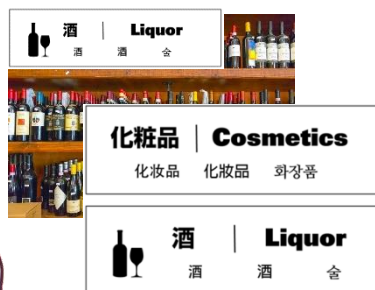 酒 | Liquor
酒 酒 술
化粧品 | Cosmetics
化妆品 化妝品 화장품
酒 | Liquor
酒 酒 술